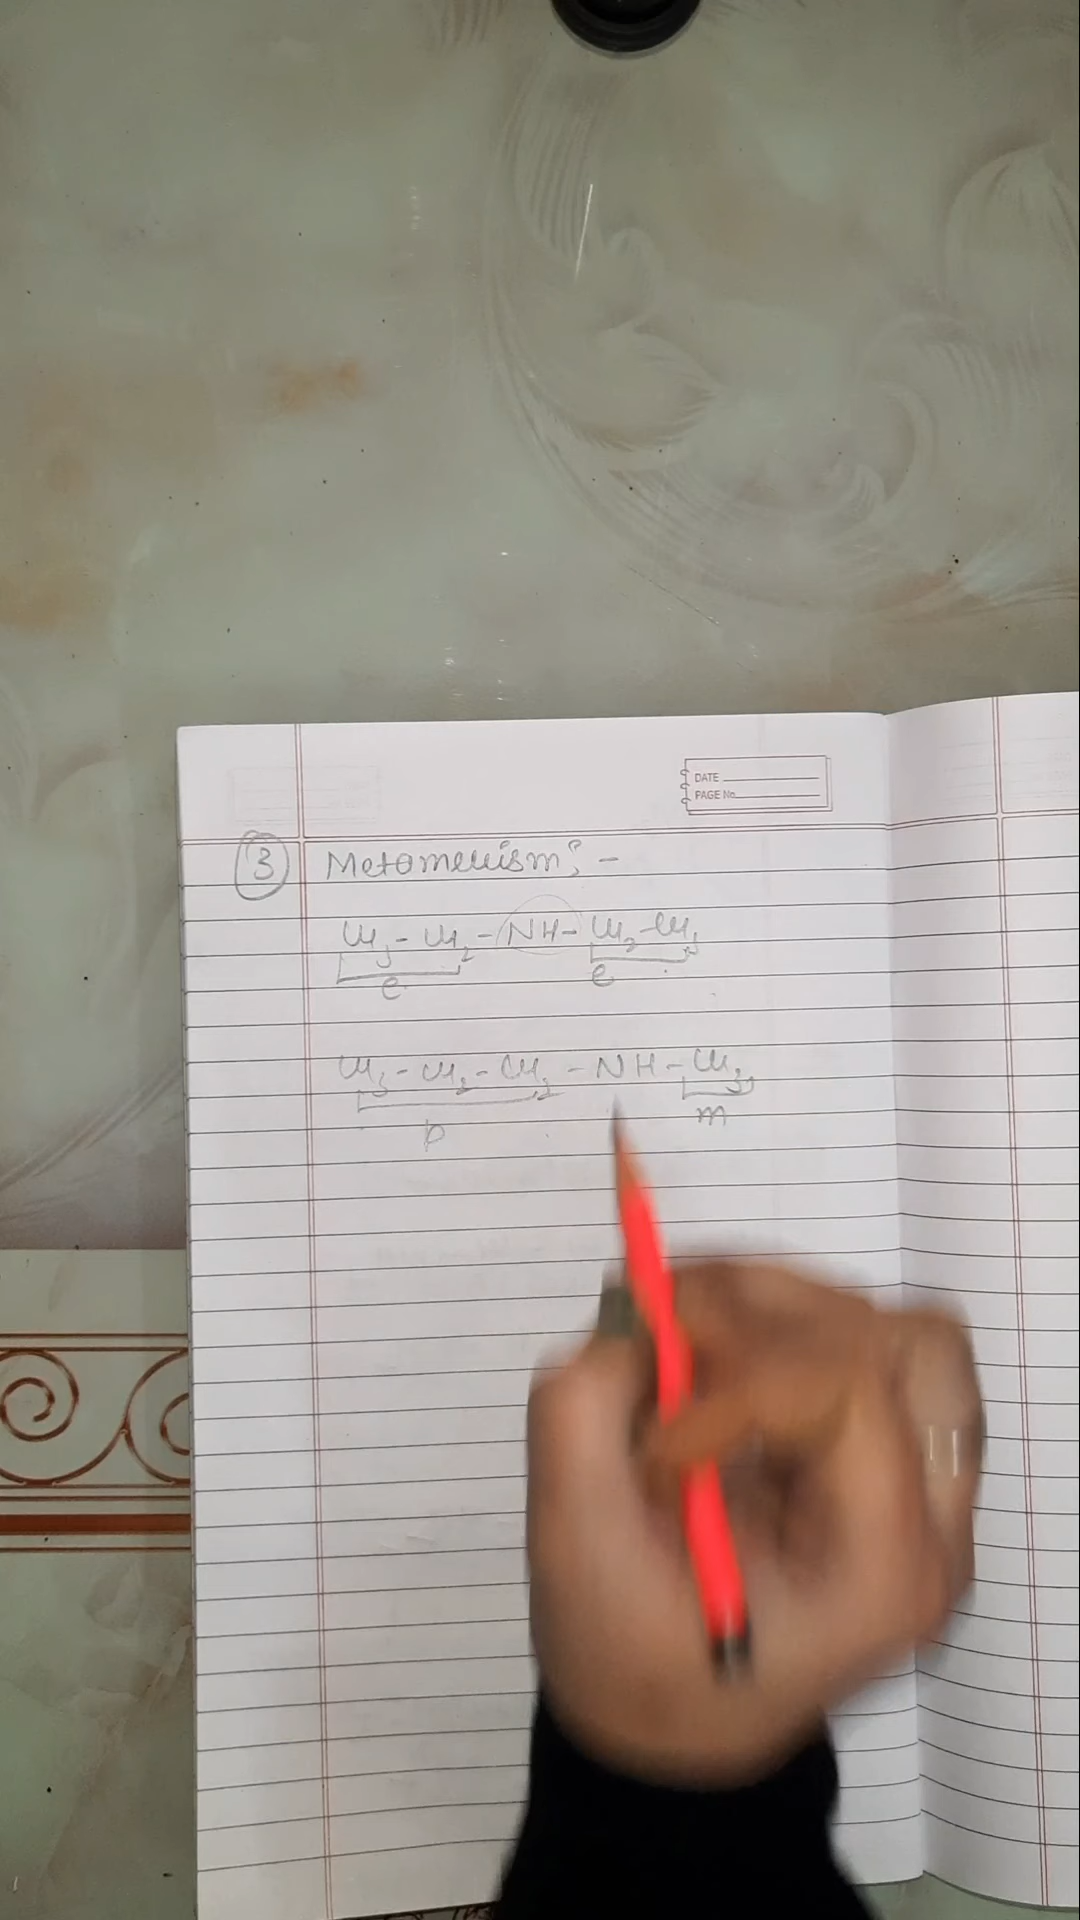 DATE
PAGE No.
3 Metamerism :-
CH3 - CH2 - NH - CH2 - CH3
e e
CH3 - CH2 - CH2 - NH - CH3
p m